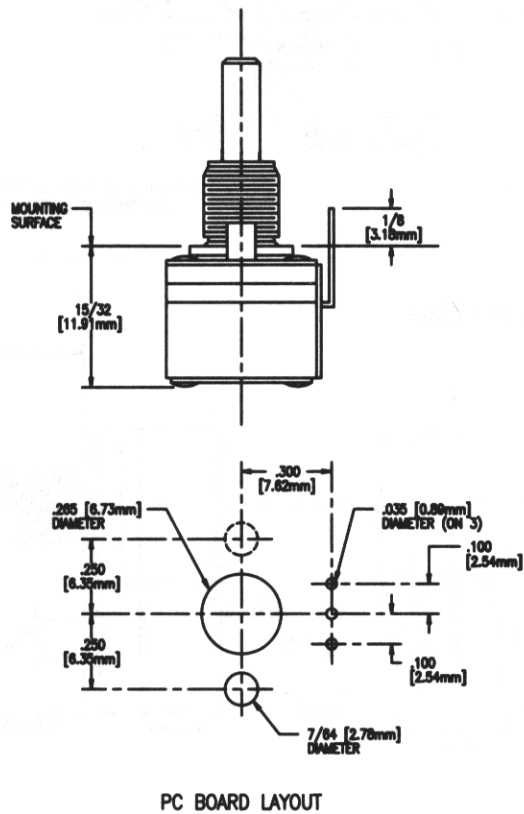 MOUNTING
SURFACE
1/8
[3.18mm]
15/32
[11.91mm]
.300
[7.62mm]
.265 [6.73mm]
DIAMETER
.035 [0.89mm]
DIAMETER (ON 3)
.100
[2.54mm]
.250
[6.35mm]
.250
[6.35mm]
.100
[2.54mm]
7/64 [2.78mm]
DIAMETER
PC BOARD LAYOUT